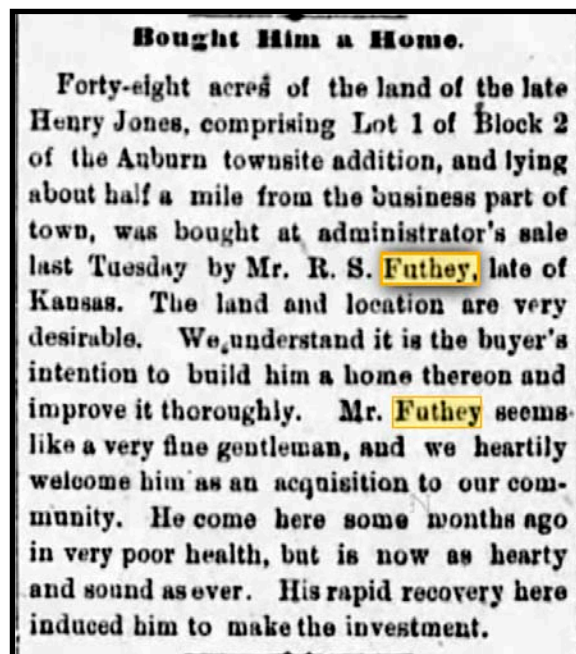 Bought Him a Home.
Forty-eight acres of the land of the late
Henry Jones, comprising Lot 1 of Block 2
of the Auburn townsite addition, and lying
about half a mile from the business part of
town, was bought at administrator's sale
last Tuesday by Mr. R. S. Futhey, late of
Kansas. The land and location are very
desirable. We understand it is the buyer's
intention to build him a home thereon and
improve it thoroughly. Mr. Futhey seems
like a very fine gentleman, and we heartily
welcome him as an acquisition to our com-
munity. He come here some months ago
in very poor health, but is now as hearty
and sound as ever. His rapid recovery here
induced him to make the investment.